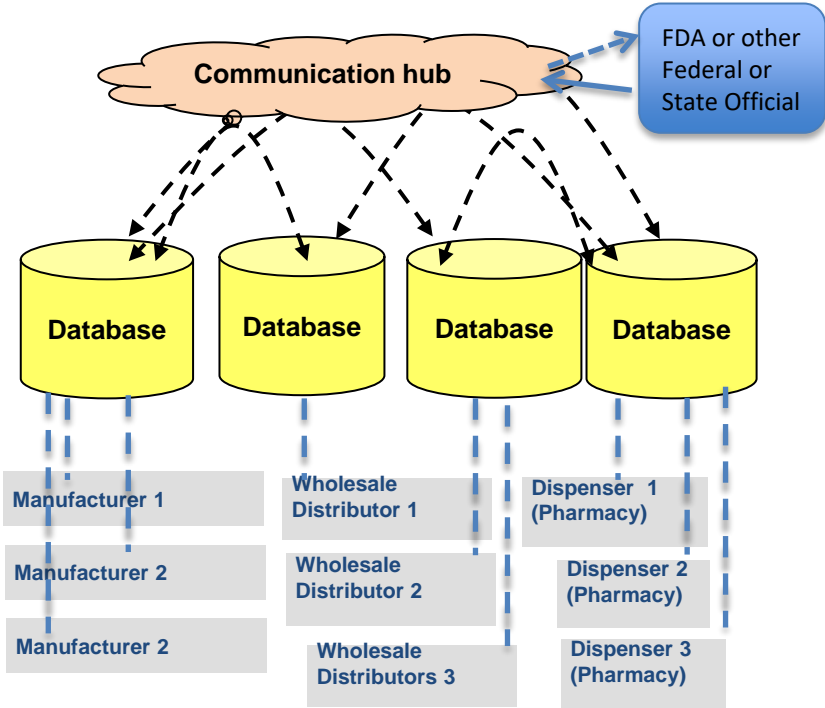 Communication hub
FDA or other
Federal or
State Official
Database
Database
Database
Database
Manufacturer 1
Manufacturer 2
Manufacturer 2
Wholesale
Distributor 1
Wholesale
Distributor 2
Wholesale
Distributors 3
Dispenser 1
(Pharmacy)
Dispenser 2
(Pharmacy)
Dispenser 3
(Pharmacy)